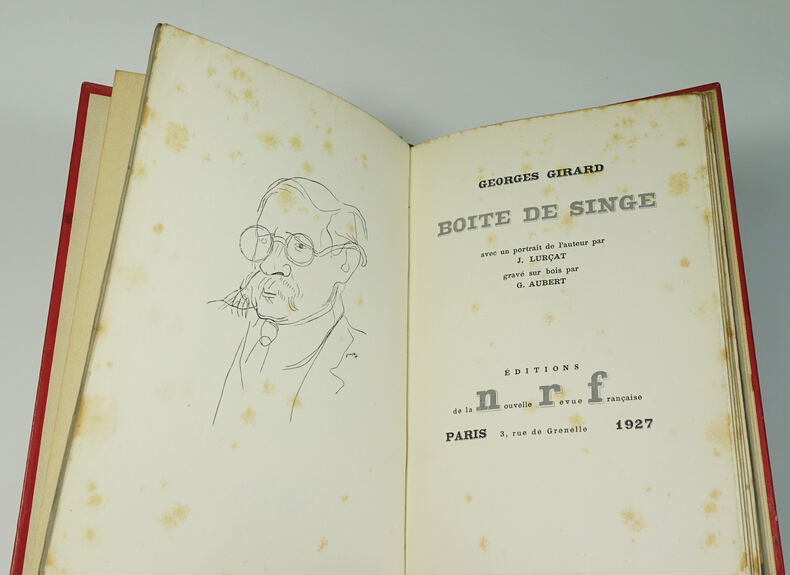 GEORGES GIRARD
BOITE DE SINGE
avec un portrait de l'auteur par
J. LURÇAT
gravé sur bois par
G. AUBERT
ÉDITIONS
de la nouvelle revue française
PARIS 3, rue de Grenelle 1927